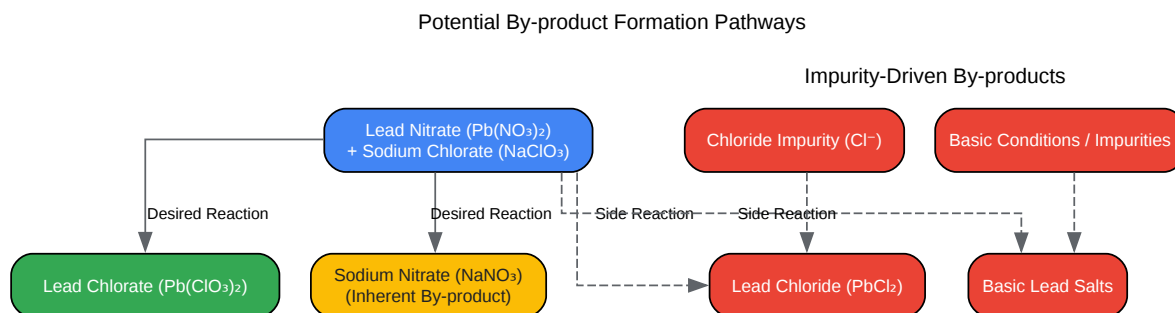 Potential By-product Formation Pathways
Impurity-Driven By-products
Lead Nitrate (Pb(NO₃)₂)
+ Sodium Chlorate (NaClO₃)
Chloride Impurity (Cl⁻)
Basic Conditions / Impurities
Desired Reaction
Desired Reaction
Side Reaction
Side Reaction
Lead Chlorate (Pb(ClO₃)₂)
Sodium Nitrate (NaNO₃)
(Inherent By-product)
Lead Chloride (PbCl₂)
Basic Lead Salts